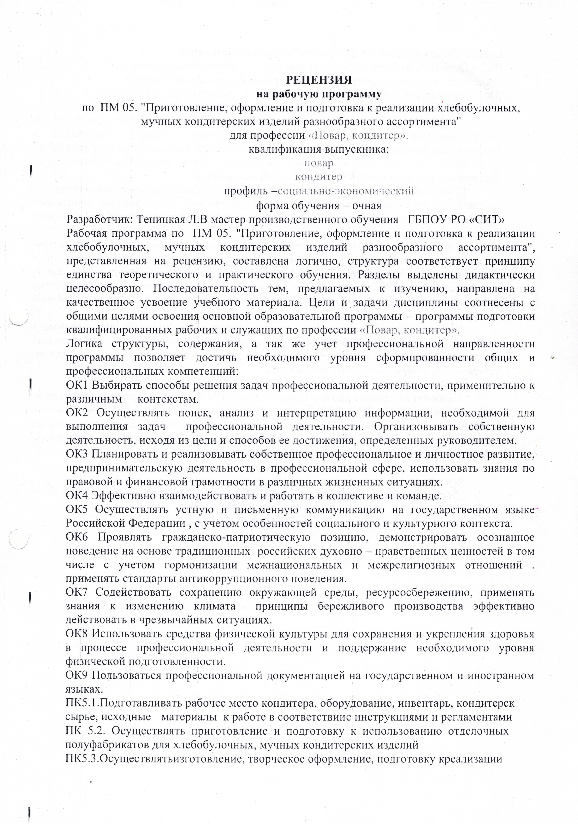 РЕЦЕНЗИЯ
на рабочую программу
по ПМ 05. "Приготовление, оформление и подготовка к реализации хлебобулочных,
мучных кондитерских изделий разнообразного ассортимента"
для профессии «Повар, кондитер».
квалификация выпускника:
повар
кондитер
профиль –социально-экономический
форма обучения – очная
Разработчик: Теницкая Л.В мастер производственного обучения ГБПОУ РО «СИТ»
Рабочая программа по ПМ 05. "Приготовление, оформление и подготовка к реализации
хлебобулочных, мучных кондитерских изделий разнообразного ассортимента",
представленная на рецензию, составлена логично, структура соответствует принципу
единства теоретического и практического обучения. Разделы выделены дидактически
целесообразно. Последовательность тем, предлагаемых к изучению, направлена на
качественное усвоение учебного материала. Цели и задачи дисциплины соотнесены с
общими целями освоения основной образовательной программы – программы подготовки
квалифицированных рабочих и служащих по профессии «Повар, кондитер».
Логика структуры, содержания, а так же учет профессиональной направленности
программы позволяет достичь необходимого уровня сформированности общих и
профессиональных компетенций:
ОК1 Выбирать способы решения задач профессиональной деятельности, применительно к
различным контекстам.
ОК2 Осуществлять поиск, анализ и интерпретацию информации, необходимой для
выполнения задач профессиональной деятельности. Организовывать собственную
деятельность, исходя из цели и способов ее достижения, определенных руководителем.
ОК3 Планировать и реализовывать собственное профессиональное и личностное развитие,
предпринимательскую деятельность в профессиональной сфере, использовать знания по
правовой и финансовой грамотности в различных жизненных ситуациях.
ОК4 Эффективно взаимодействовать и работать в коллективе и команде.
ОК5 Осуществлять устную и письменную коммуникацию на государственном языке
Российской Федерации , с учетом особенностей социального и культурного контекста.
ОК6 Проявлять гражданско-патриотическую позицию, демонстрировать осознанное
поведение на основе традиционных российских духовно – нравственных ценностей в том
числе с учетом гормонизации межнациональных и межрелигиозных отношений ,
применять стандарты антикоррупционного поведения.
ОК7 Содействовать сохранению окружающей среды, ресурсосбережению, применять
знания к изменению климата принципы бережливого производства эффективно
действовать в чрезвычайных ситуациях.
ОК8 Использовать средства физической культуры для сохранения и укрепления здоровья
в процессе профессиональной деятельности и поддержание необходимого уровня
физической подготовленности.
ОК9 Пользоваться профессиональной документацией на государственном и иностранном
языках.
ПК5.1.Подготавливать рабочее место кондитера, оборудование, инвентарь, кондитерск
сырье, исходные материалы к работе в соответствиис инструкциями и регламентами
ПК 5.2. Осуществлять приготовление и подготовку к использованию отделочных
полуфабрикатов для хлебобулочных, мучных кондитерских изделий
ПК5.3.Осуществлятьизготовление, творческое оформление, подготовку креализации